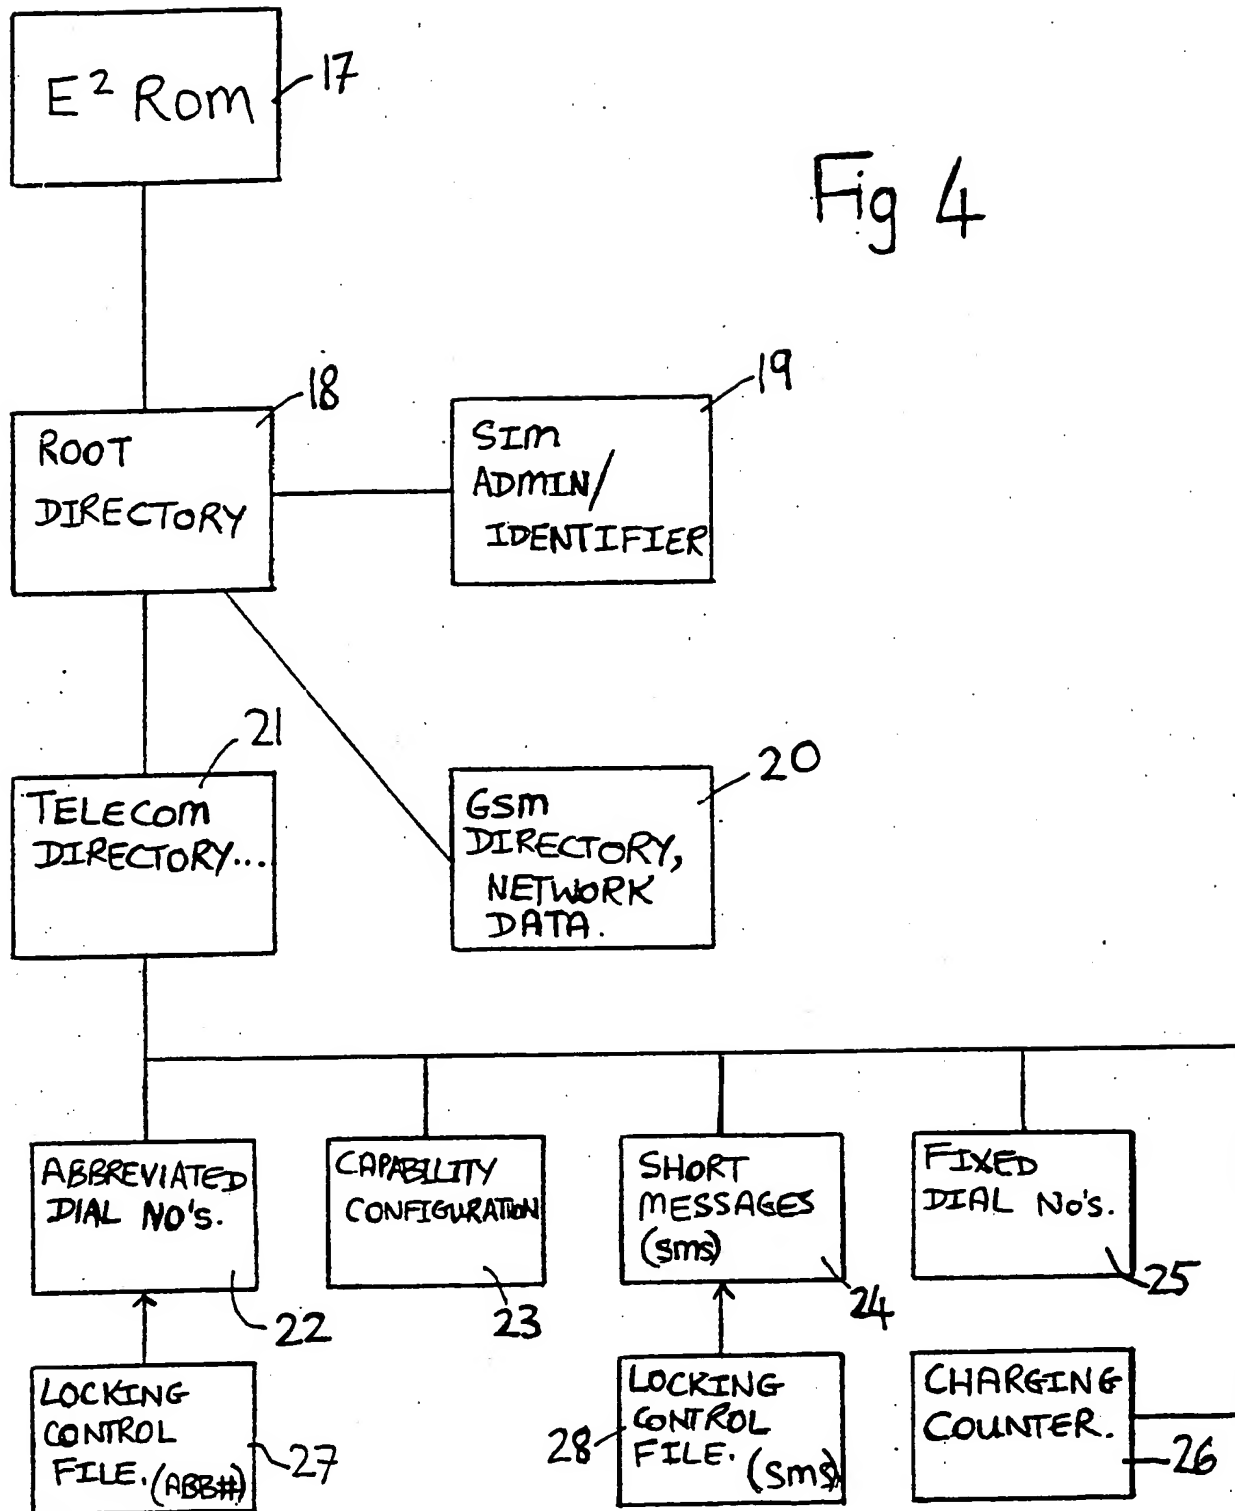 E² Rom
17
Fig 4
18
ROOT
DIRECTORY
19
SIM
ADMIN/
IDENTIFIER
21
TELECOM
DIRECTORY...
20
GSM
DIRECTORY,
NETWORK
DATA.
ABBREVIATED
DIAL NO'S.
22
CAPABILITY
CONFIGURATION
23
SHORT
MESSAGES
(SMS)
24
FIXED
DIAL No's.
25
LOCKING
CONTROL
FILE. (ABB#)
27
28
LOCKING
CONTROL
FILE. (SMS)
CHARGING
COUNTER.
26